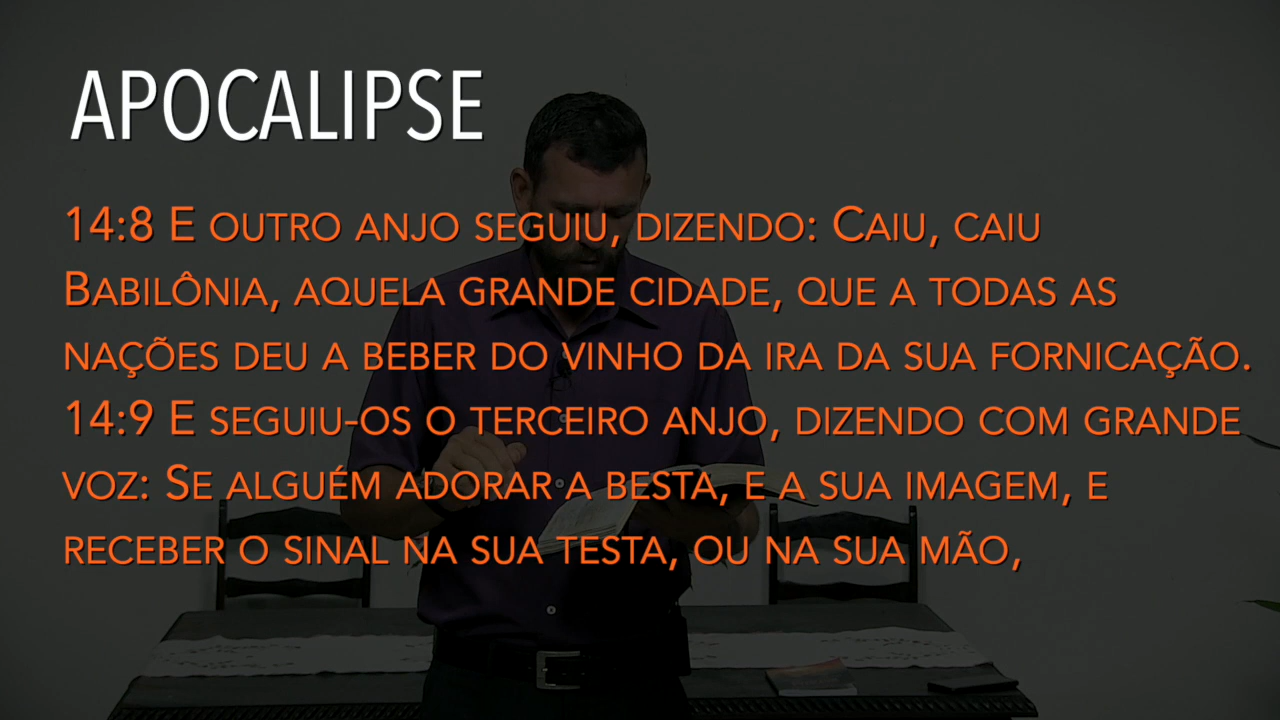 APOCALIPSE
14:8 E OUTRO ANJO SEGUIU, DIZENDO: CAIU, CAIU
BABILÔNIA, AQUELA GRANDE CIDADE, QUE A TODAS AS
NAÇÕES DEU A BEBER DO VINHO DA IRA DA SUA FORNICAÇÃO.
14:9 E SEGUIU-OS O TERCEIRO ANJO, DIZENDO COM GRANDE
VOZ: SE ALGUÉM ADORAR A BESTA, E A SUA IMAGEM, E
RECEBER O SINAL NA SUA TESTA, OU NA SUA MÃO,